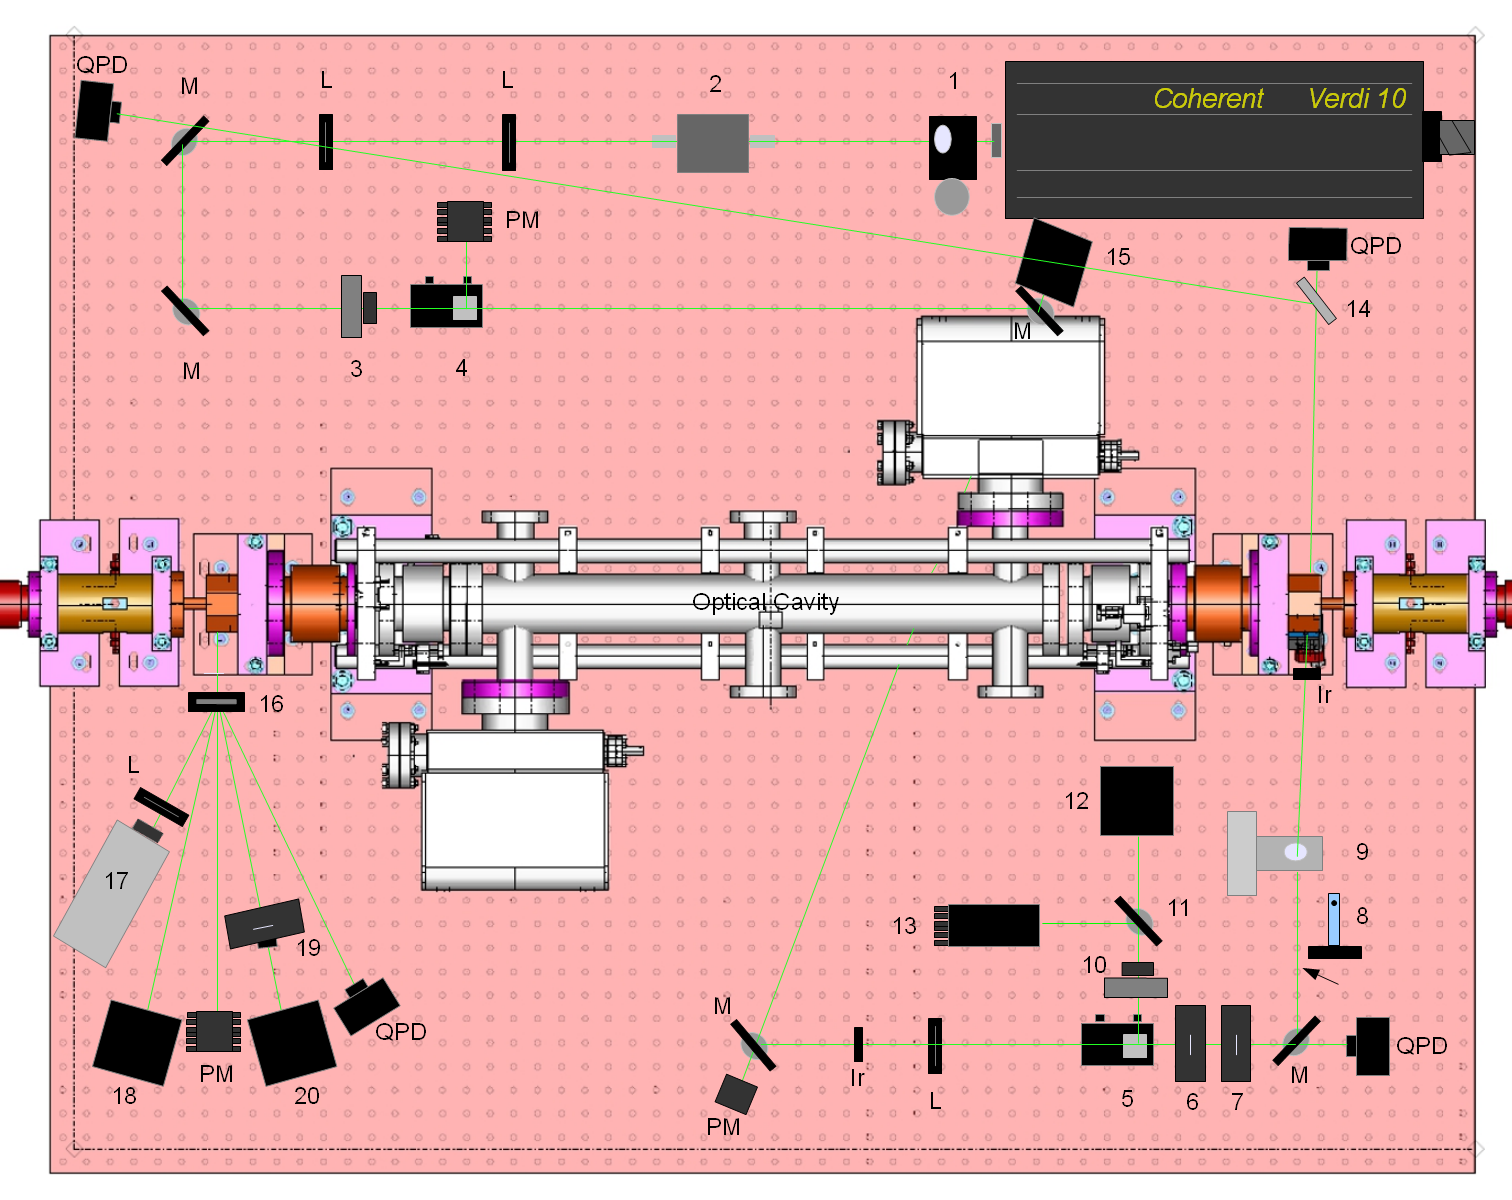 QPD
M
L
L
2
1
Coherent Verdi 10
PM
15
QPD
14
M
M
3
4
Optical Cavity
Ir
16
L
12
17
9
8
13
11
19
10
M
QPD
QPD
PM
Ir
M
18
20
L
5
6
7
PM